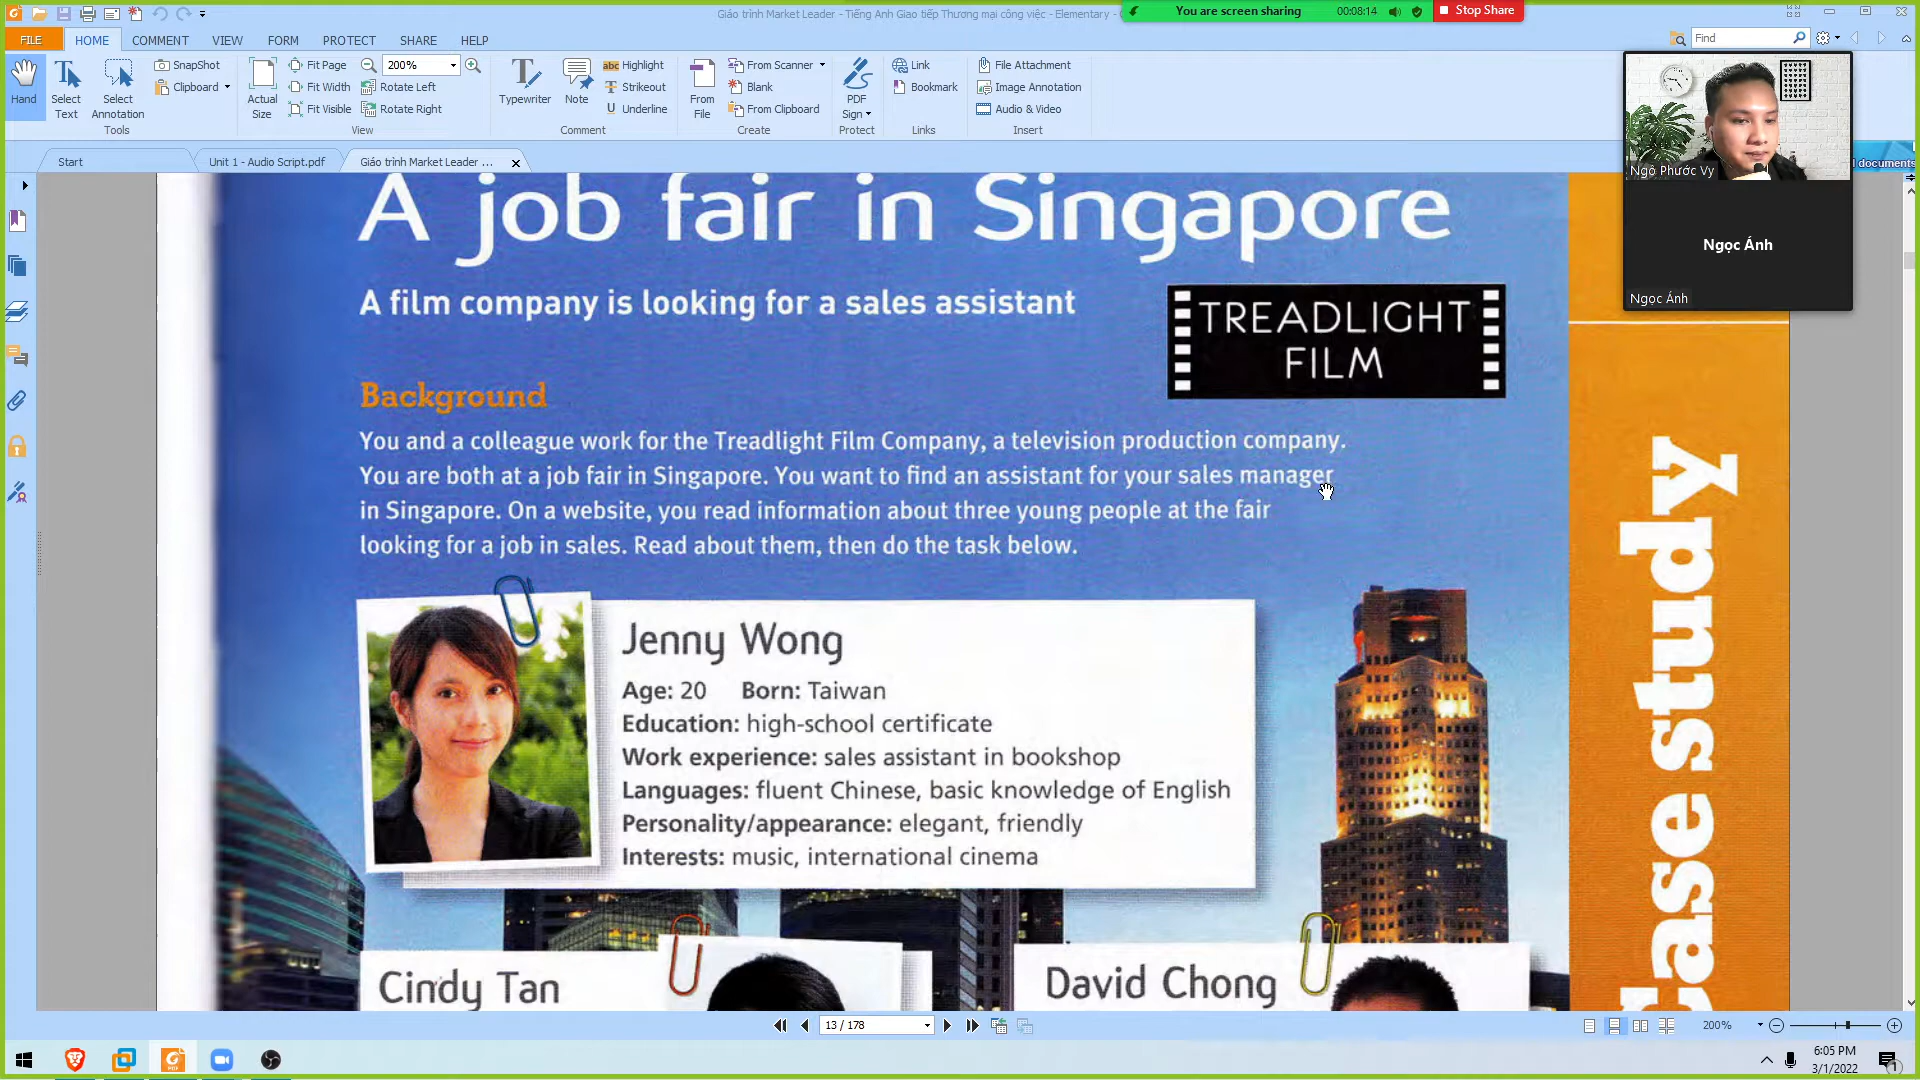 Giáo trình Market Leader - Tiếng Anh Giao tiếp Thương mại công việc - Elementary -
You are screen sharing
00:08:14
Stop Share
FILE
HOME
COMMENT
VIEW
FORM
PROTECT
SHARE
HELP
Find
Hand
Select
Text
Select
Annotation
SnapShot
Clipboard
Tools
Actual
Size
Fit Page
Fit Width
Fit Visible
200%
Rotate Left
Rotate Right
View
Typewriter
Note
Highlight
Strikeout
Underline
Comment
From
File
From Scanner
Blank
From Clipboard
Create
PDF
Sign
Protect
Link
Bookmark
Links
File Attachment
Image Annotation
Audio & Video
Insert
Start
Unit 1 - Audio Script.pdf
Giáo trình Market Leader ...
documents
Ngô Phước Vy
Ngọc Ánh
Ngọc Ánh
A job fair in Singapore
A film company is looking for a sales assistant
TREADLIGHT
FILM
Background
You and a colleague work for the Treadlight Film Company, a television production company.
You are both at a job fair in Singapore. You want to find an assistant for your sales manager
in Singapore. On a website, you read information about three young people at the fair
looking for a job in sales. Read about them, then do the task below.
Jenny Wong
Age: 20 Born: Taiwan
Education: high-school certificate
Work experience: sales assistant in bookshop
Languages: fluent Chinese, basic knowledge of English
Personality/appearance: elegant, friendly
Interests: music, international cinema
Cindy Tan
David Chong
Case study
13 / 178
200%
6:05 PM
3/1/2022